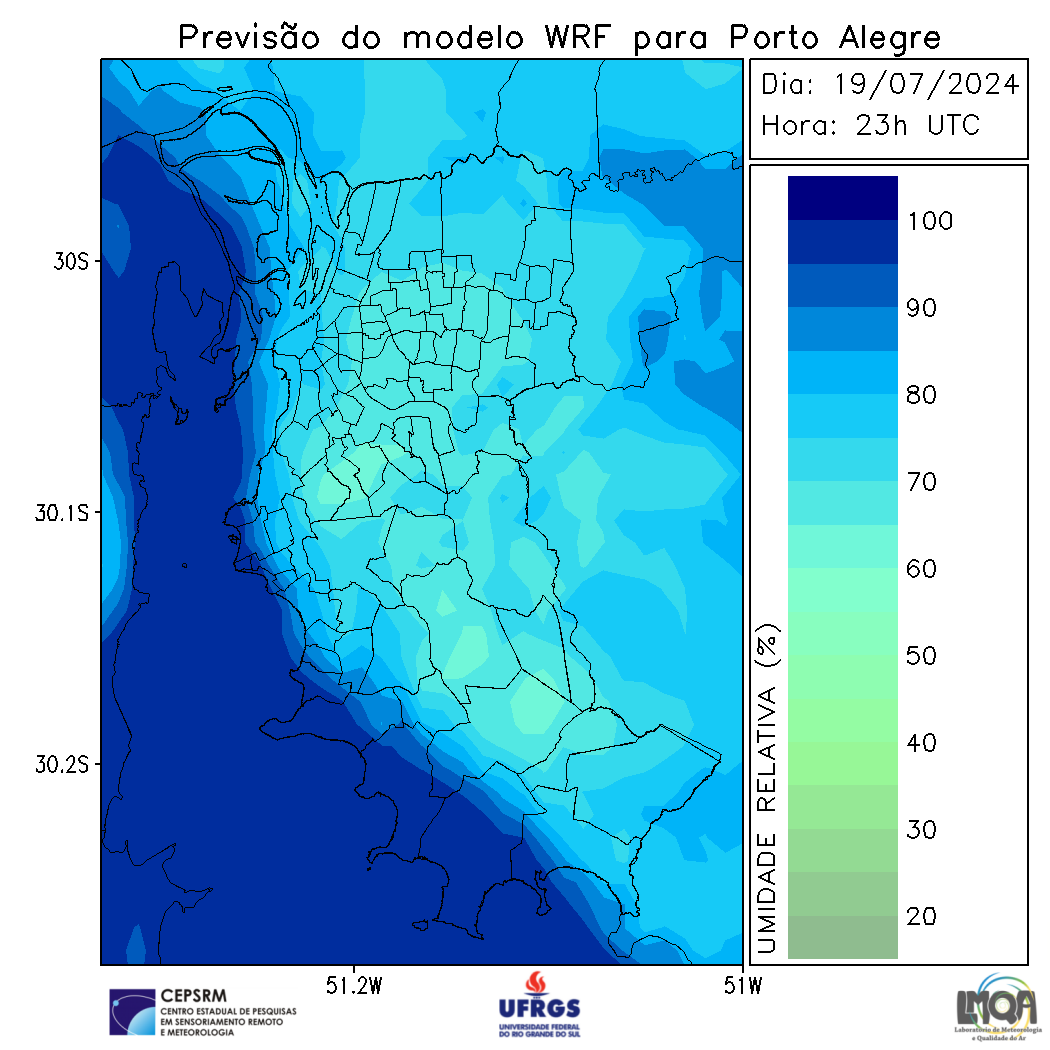 Previsão do modelo WRF para Porto Alegre
Dia: 19/07/2024
Hora: 23h UTC
100
90
80
70
60
50
40
30
20
UMIDADE RELATIVA (%)
30S
30.1S
30.2S
51.2W
51W
CEPSRM
CENTRO ESTADUAL DE PESQUISAS
EM SENSORIAMENTO REMOTO
E METEOROLOGIA
UFRGS
UNIVERSIDADE FEDERAL
DO RIO GRANDE DO SUL
LMQA
Laboratório de Meteorologia
e Qualidade do Ar